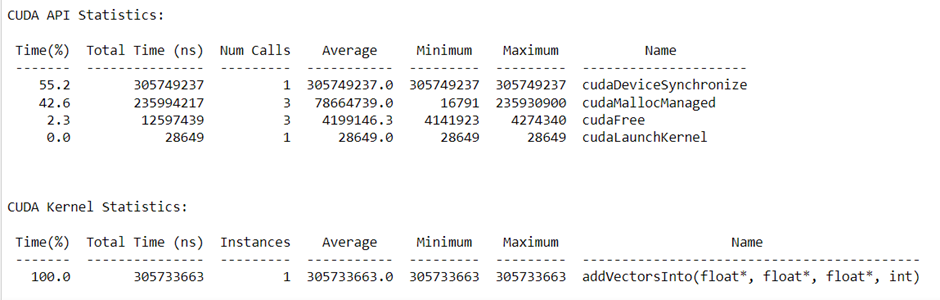 CUDA API Statistics:
Time(%) Total Time (ns) Num Calls Average Minimum Maximum Name
------- --------------- --------- ----------- --------- --------- ---------------------
55.2 305749237 1 305749237.0 305749237 305749237 cudaDeviceSynchronize
42.6 235994217 3 78664739.0 16791 235930900 cudaMallocManaged
2.3 12597439 3 4199146.3 4141923 4274340 cudaFree
0.0 28649 1 28649.0 28649 28649 cudaLaunchKernel
CUDA Kernel Statistics:
Time(%) Total Time (ns) Instances Average Minimum Maximum Name
------- --------------- --------- ----------- --------- --------- -------------------------------------------
100.0 305733663 1 305733663.0 305733663 305733663 addVectorsInto(float*, float*, float*, int)